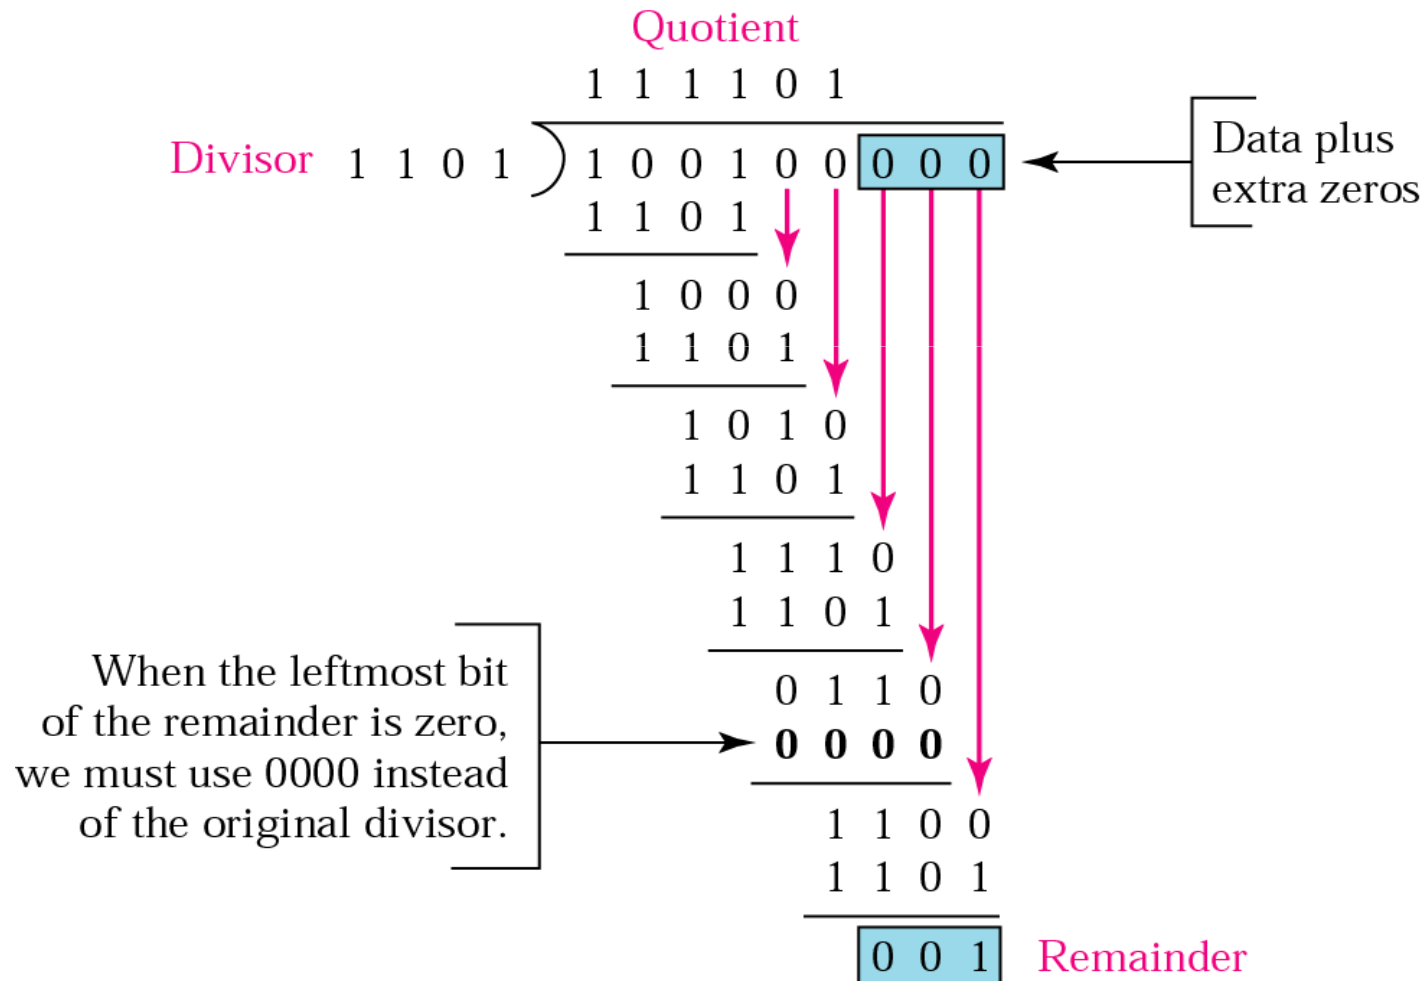 Quotient
1 1 1 1 0 1
Divisor 1 1 0 1 1 0 0 1 0 0 0 0 0
Data plus
extra zeros
1 1 0 1
1 0 0 0
1 1 0 1
1 0 1 0
1 1 0 1
1 1 1 0
1 1 0 1
When the leftmost bit
of the remainder is zero,
we must use 0000 instead
of the original divisor.
0 1 1 0
0 0 0 0
1 1 0 0
1 1 0 1
0 0 1 Remainder